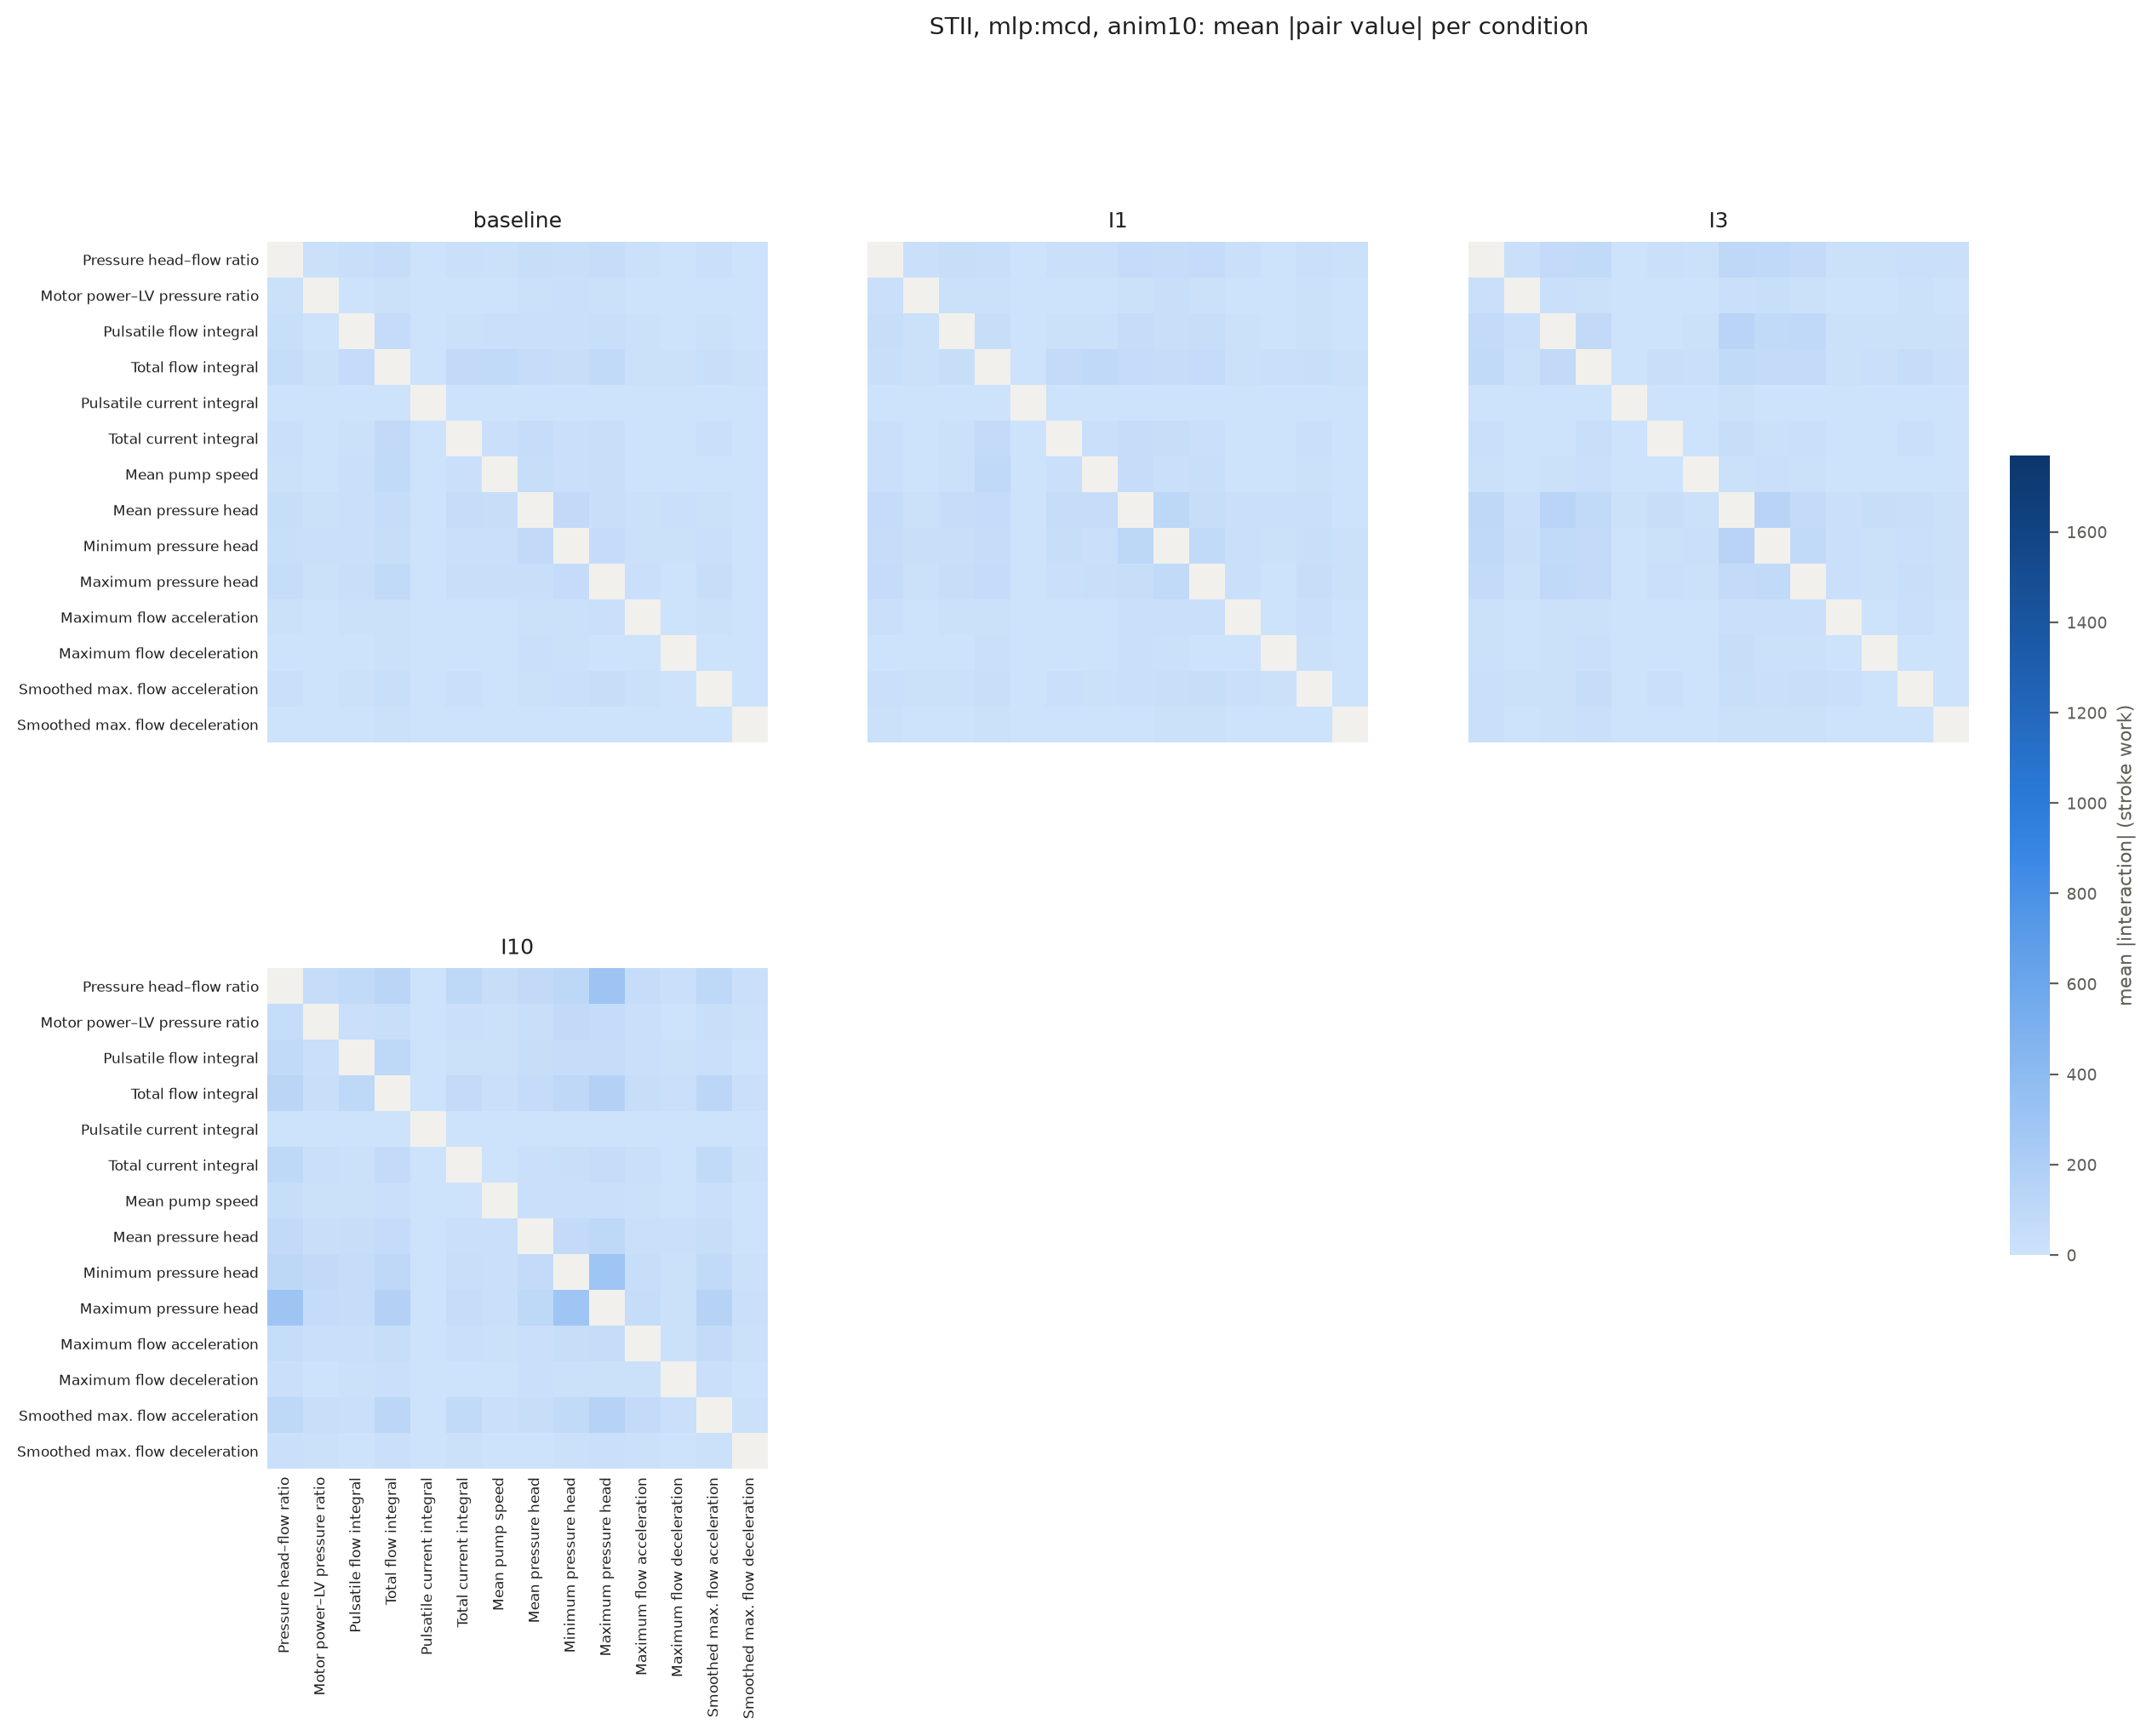 STII, mlp:mcd, anim10: mean |pair value| per condition
baseline
I1
I3
Pressure head–flow ratio
Motor power–LV pressure ratio
Pulsatile flow integral
Total flow integral
Pulsatile current integral
Total current integral
Mean pump speed
Mean pressure head
Minimum pressure head
Maximum pressure head
Maximum flow acceleration
Maximum flow deceleration
Smoothed max. flow acceleration
Smoothed max. flow deceleration
I10
Pressure head–flow ratio
Motor power–LV pressure ratio
Pulsatile flow integral
Total flow integral
Pulsatile current integral
Total current integral
Mean pump speed
Mean pressure head
Minimum pressure head
Maximum pressure head
Maximum flow acceleration
Maximum flow deceleration
Smoothed max. flow acceleration
Smoothed max. flow deceleration
Pressure head–flow ratio
Motor power–LV pressure ratio
Pulsatile flow integral
Total flow integral
Pulsatile current integral
Total current integral
Mean pump speed
Mean pressure head
Minimum pressure head
Maximum pressure head
Maximum flow acceleration
Maximum flow deceleration
Smoothed max. flow acceleration
Smoothed max. flow deceleration
1600
1400
1200
1000
800
600
400
200
0
mean |interaction| (stroke work)